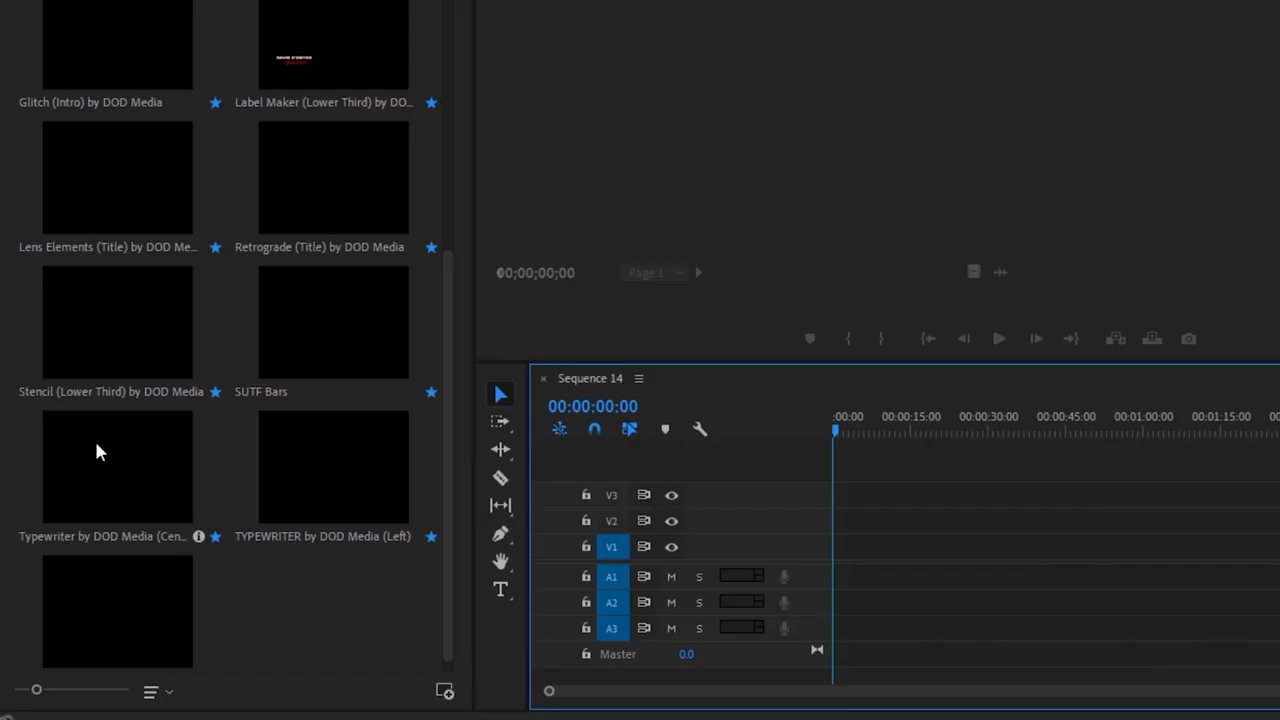 DAVID O'DWYER
Glitch (Intro) by DOD Media
Label Maker (Lower Third) by DO...
Lens Elements (Title) by DOD Me...
Retrograde (Title) by DOD Media
Stencil (Lower Third) by DOD Media
SUTF Bars
Typewriter by DOD Media (Cen...
TYPEWRITER by DOD Media (Left)
00;00;00;00
Page 1
Sequence 14
00:00:00:00
:00:00
00:00:15:00
00:00:30:00
00:00:45:00
00:01:00:00
00:01:15:00
00
V3
V2
V1
A1 M S
A2 M S
A3 M S
Master 0.0
T